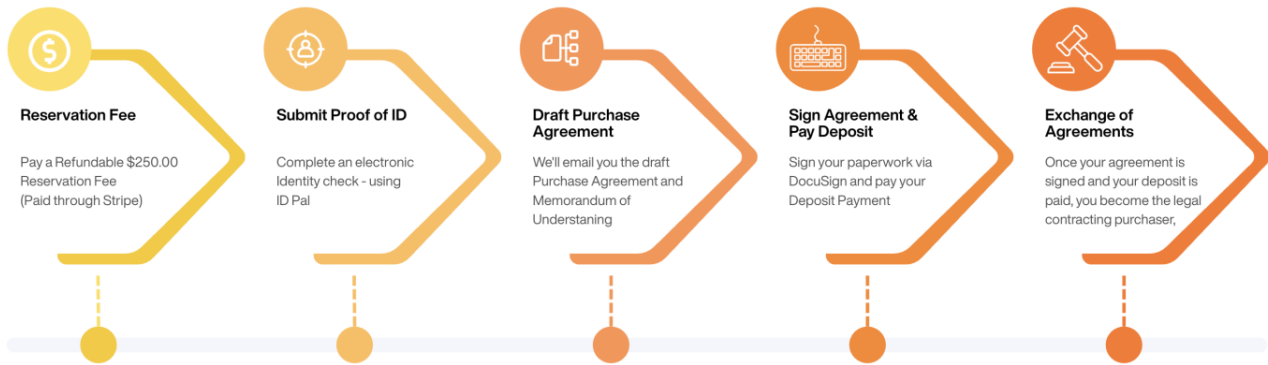 Reservation Fee
Pay a Refundable $250.00
Reservation Fee
(Paid through Stripe)
Submit Proof of ID
Complete an electronic
Identity check - using
ID Pal
Draft Purchase
Agreement
We'll email you the draft
Purchase Agreement and
Memorandum of
Understaning
Sign Agreement &
Pay Deposit
Sign your paperwork via
DocuSign and pay your
Deposit Payment
Exchange of
Agreements
Once your agreement is
signed and your deposit is
paid, you become the legal
contracting purchaser,